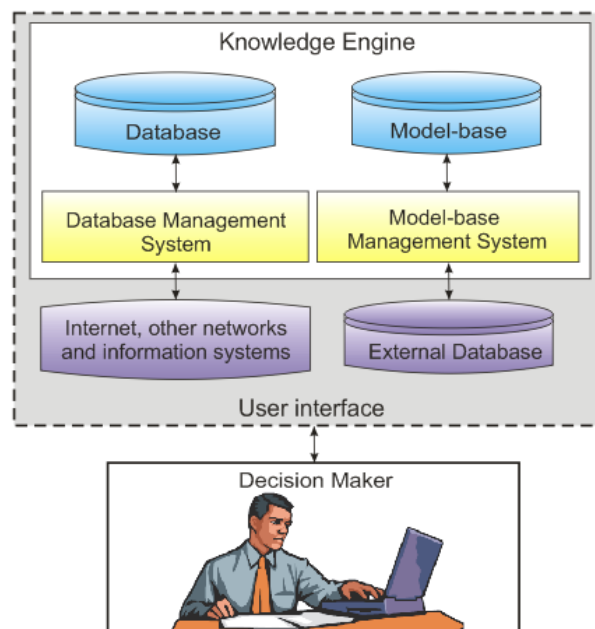 Knowledge Engine
Database
Model-base
Database Management
System
Model-base
Management System
Internet, other networks
and information systems
External Database
User interface
Decision Maker